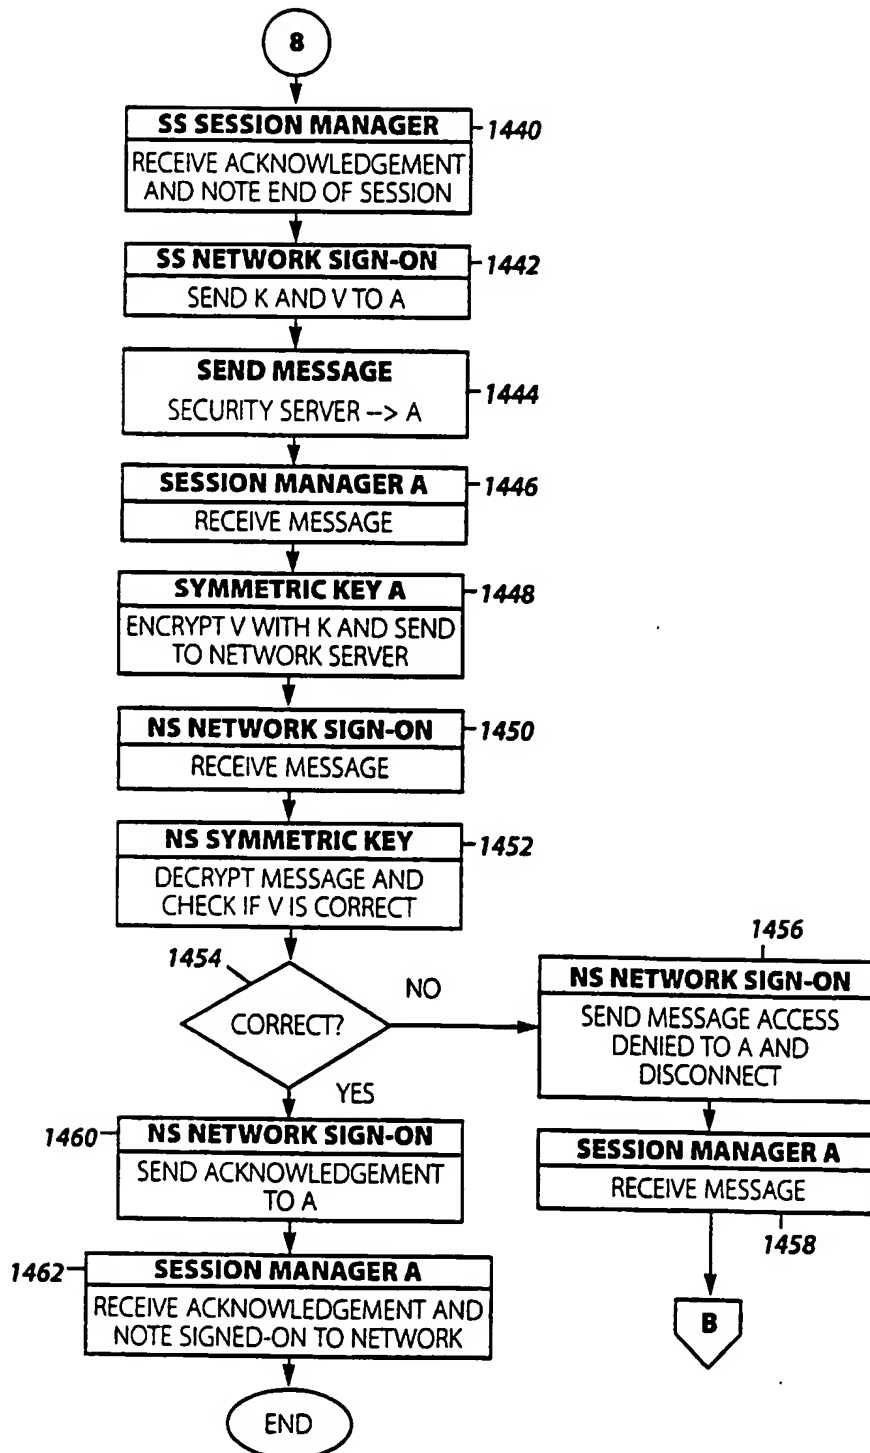 8
SS SESSION MANAGER
1440
RECEIVE ACKNOWLEDGEMENT
AND NOTE END OF SESSION
SS NETWORK SIGN-ON
1442
SEND K AND V TO A
SEND MESSAGE
1444
SECURITY SERVER --> A
SESSION MANAGER A
1446
RECEIVE MESSAGE
SYMMETRIC KEY A
1448
ENCRYPT V WITH K AND SEND
TO NETWORK SERVER
NS NETWORK SIGN-ON
1450
RECEIVE MESSAGE
NS SYMMETRIC KEY
1452
DECRYPT MESSAGE AND
CHECK IF V IS CORRECT
1454
CORRECT?
NO
YES
1456
NS NETWORK SIGN-ON
SEND MESSAGE ACCESS
DENIED TO A AND
DISCONNECT
SESSION MANAGER A
RECEIVE MESSAGE
1458
B
1460
NS NETWORK SIGN-ON
SEND ACKNOWLEDGEMENT
TO A
1462
SESSION MANAGER A
RECEIVE ACKNOWLEDGEMENT AND
NOTE SIGNED-ON TO NETWORK
END